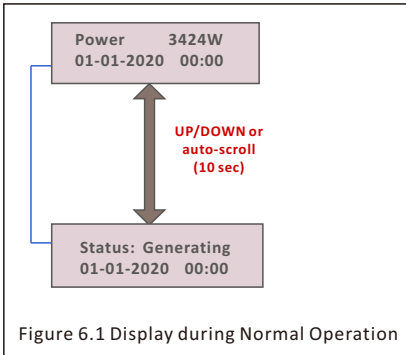 Power 3424W
01-01-2020 00:00
UP/DOWN or
auto-scroll
(10 sec)
Status: Generating
01-01-2020 00:00
Figure 6.1 Display during Normal Operation